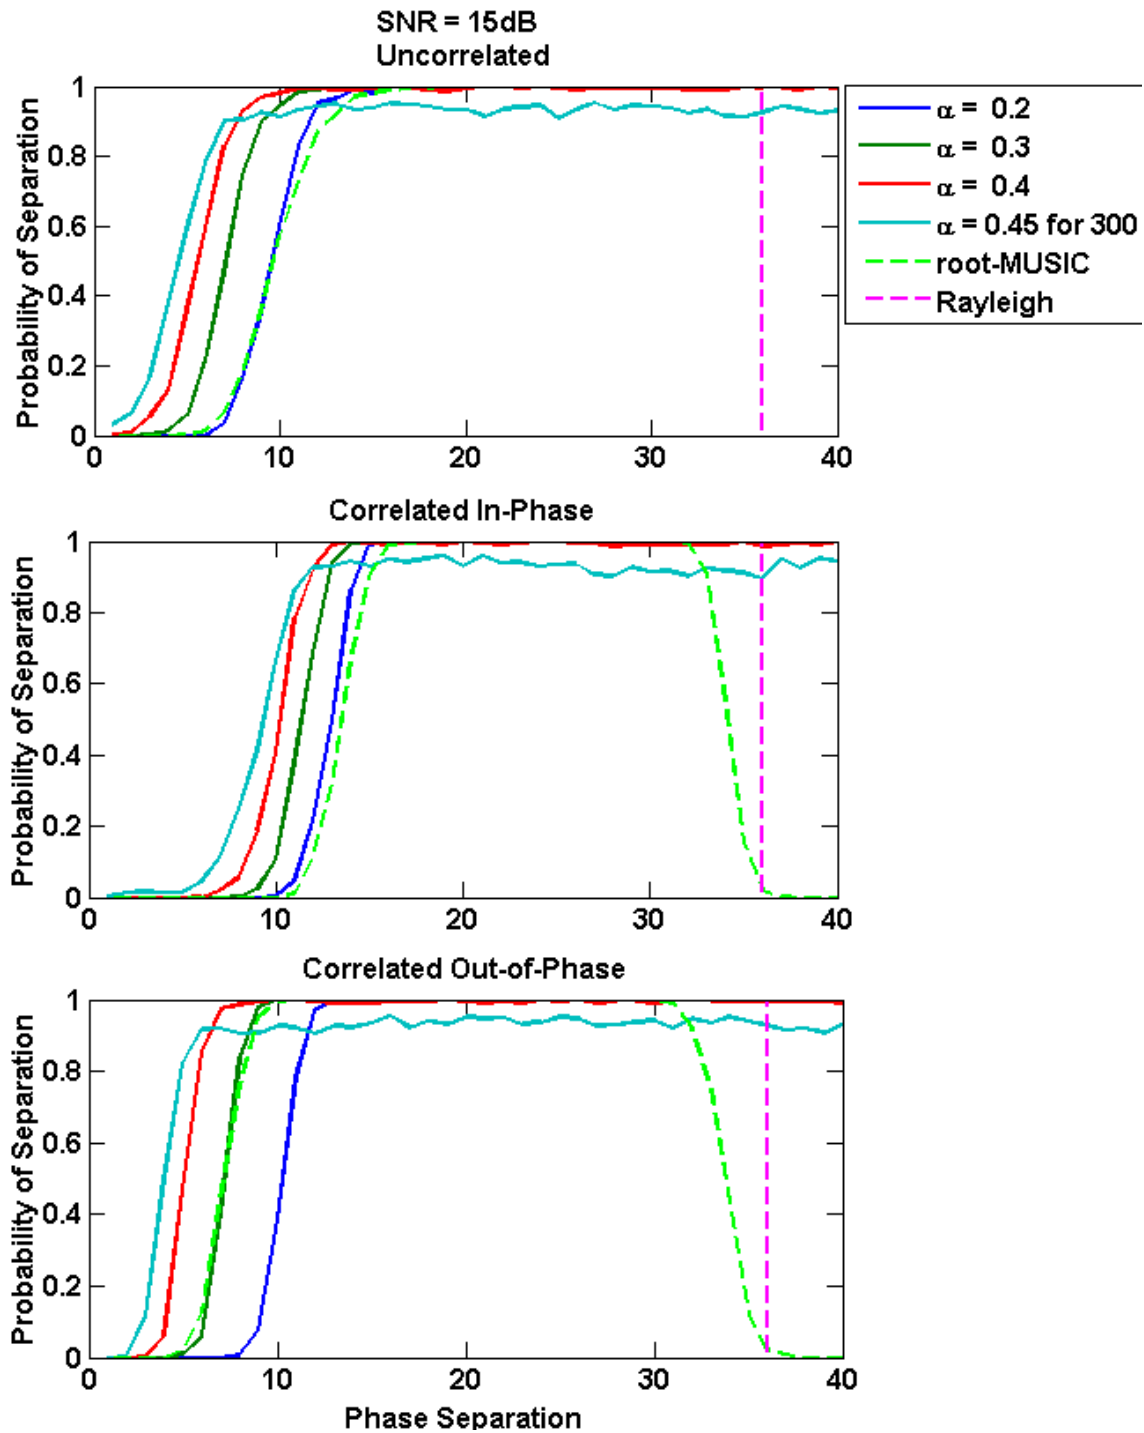 SNR = 15dB
Uncorrelated
Probability of Separation
1
0.8
0.6
0.4
0.2
0
0 10 20 30 40
α = 0.2
α = 0.3
α = 0.4
α = 0.45 for 300
root-MUSIC
Rayleigh
Correlated In-Phase
Probability of Separation
1
0.8
0.6
0.4
0.2
0
0 10 20 30 40
Correlated Out-of-Phase
Probability of Separation
1
0.8
0.6
0.4
0.2
0
0 10 20 30 40
Phase Separation